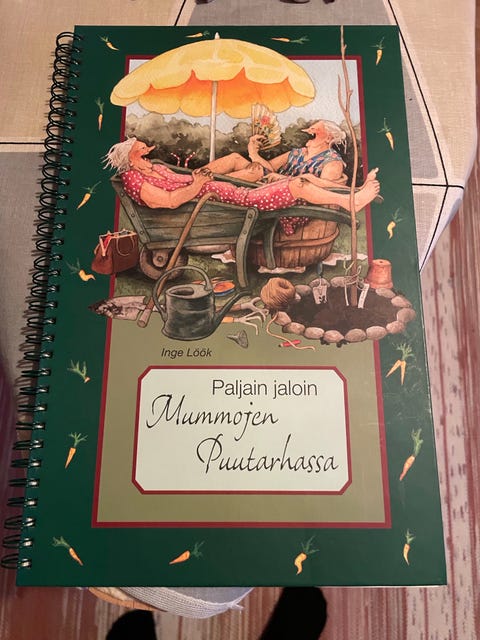 Inge Löök
Paljain jaloin
Mummojen
Puutarhassa